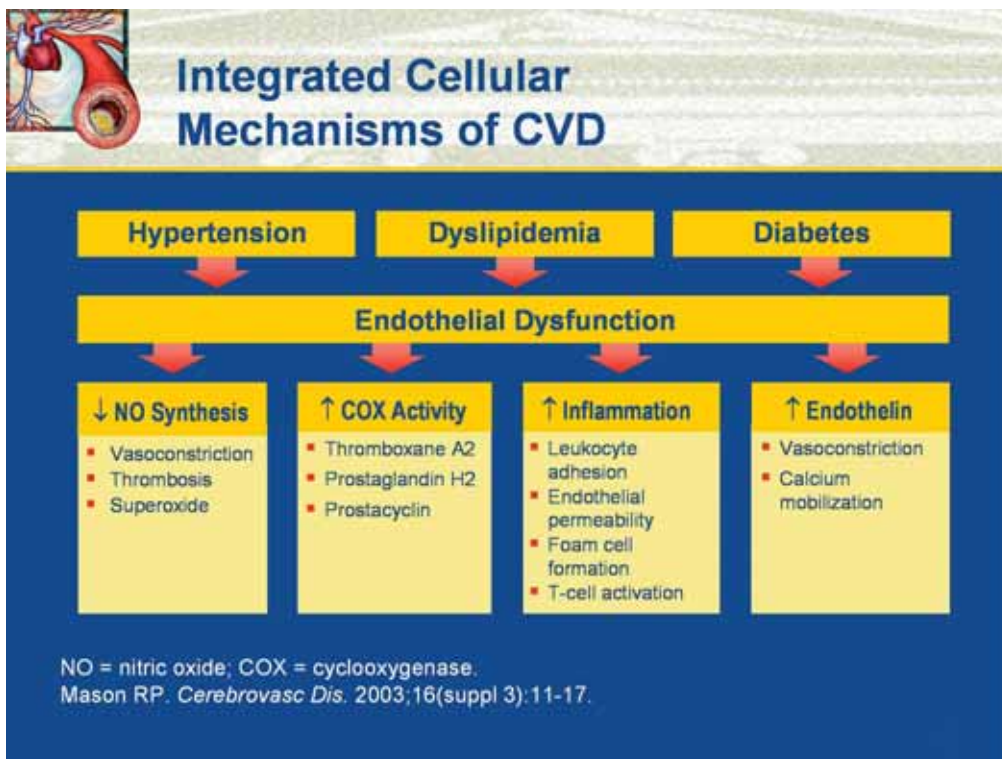 Integrated Cellular
Mechanisms of CVD
Hypertension
Dyslipidemia
Diabetes
Endothelial Dysfunction
↓ NO Synthesis
▪ Vasoconstriction
▪ Thrombosis
▪ Superoxide
↑ COX Activity
▪ Thromboxane A2
▪ Prostaglandin H2
▪ Prostacyclin
↑ Inflammation
▪ Leukocyte
adhesion
▪ Endothelial
permeability
▪ Foam cell
formation
▪ T-cell activation
↑ Endothelin
▪ Vasoconstriction
▪ Calcium
mobilization
NO = nitric oxide; COX = cyclooxygenase.
Mason RP. Cerebrovasc Dis. 2003;16(suppl 3):11-17.